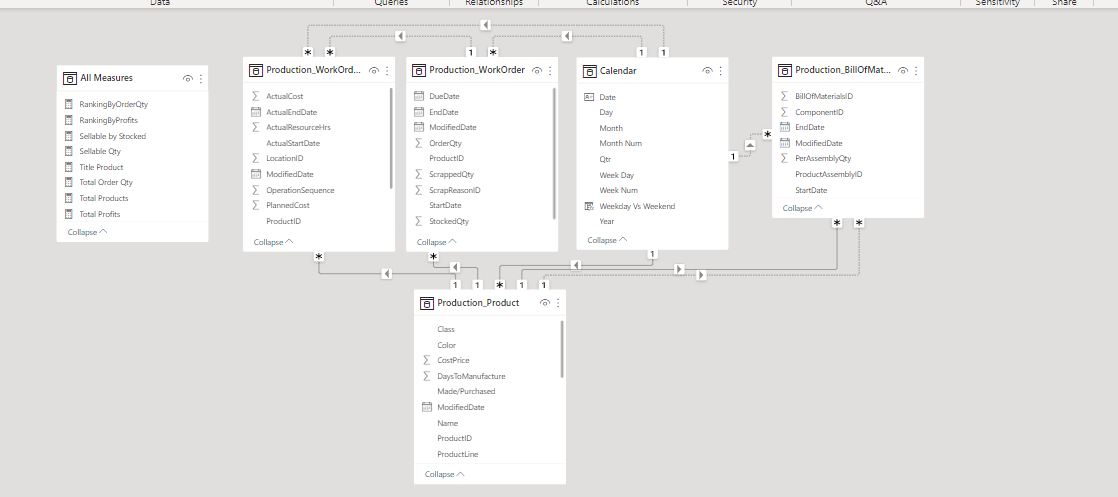 Data
Queries
Relationships
Calculations
Security
Q&A
Sensitivity
Share
All Measures
RankingByOrderQty
RankingByProfits
Sellable by Stocked
Sellable Qty
Title Product
Total Order Qty
Total Products
Total Profits
Collapse
Production_WorkOrd...
ActualCost
ActualEndDate
ActualResourceHrs
ActualStartDate
LocationID
ModifiedDate
OperationSequence
PlannedCost
ProductID
Collapse
Production_WorkOrder
DueDate
EndDate
ModifiedDate
OrderQty
ProductID
ScrappedQty
ScrapReasonID
StartDate
StockedQty
Collapse
Calendar
Date
Day
Month
Month Num
Qtr
Week Day
Week Num
Weekday Vs Weekend
Year
Collapse
Production_BillOfMat...
BillOfMaterialsID
ComponentID
EndDate
ModifiedDate
PerAssemblyQty
ProductAssemblyID
StartDate
Collapse
Production_Product
Class
Color
CostPrice
DaysToManufacture
Made/Purchased
ModifiedDate
Name
ProductID
ProductLine
Collapse
* * 1 * 1 1
1 *
* * 1 * *
1 1 * 1 1